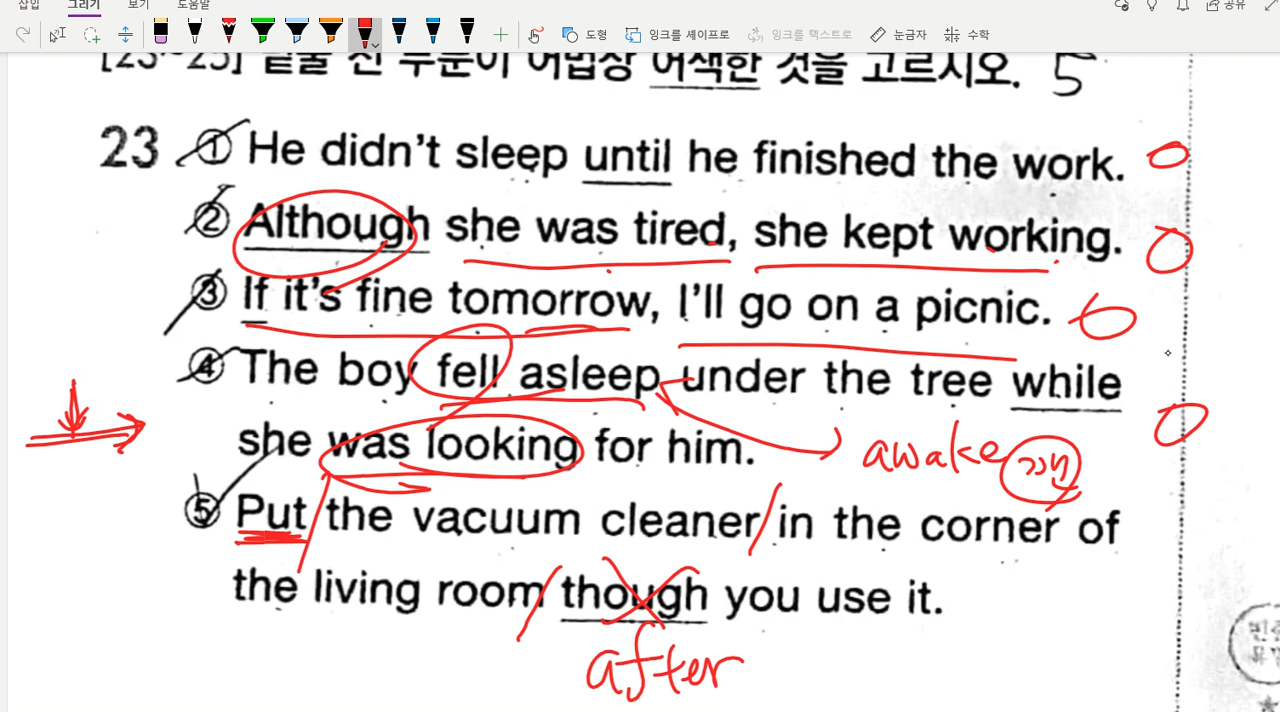 삽입 그리기 보기 도움말 공유
도형 잉크를 셰이프로 잉크를 텍스트로 눈금자 수학
[23~25] 밑줄 친 부분이 어법상 어색한 것을 고르시오. 5
23 ① He didn't sleep until he finished the work.
② Although she was tired, she kept working.
③ If it's fine tomorrow, I'll go on a picnic.
④ The boy fell asleep under the tree while
she was looking for him. awake
⑤ Put the vacuum cleaner in the corner of
the living room though you use it.
after